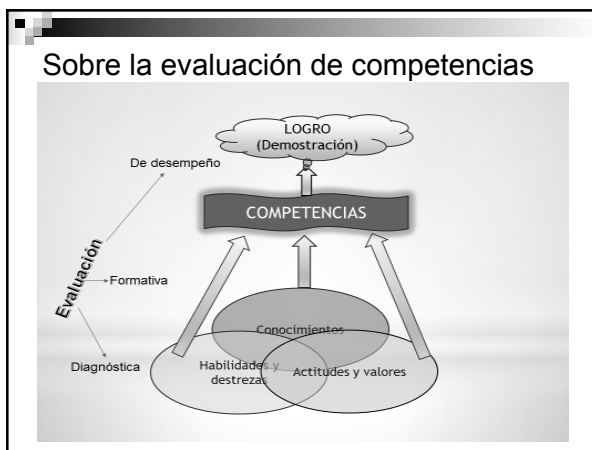 Sobre la evaluación de competencias
LOGRO
(Demostración)
De desempeño
COMPETENCIAS
Evaluación
Formativa
Conocimientos
Diagnóstica
Habilidades y
destrezas
Actitudes y valores